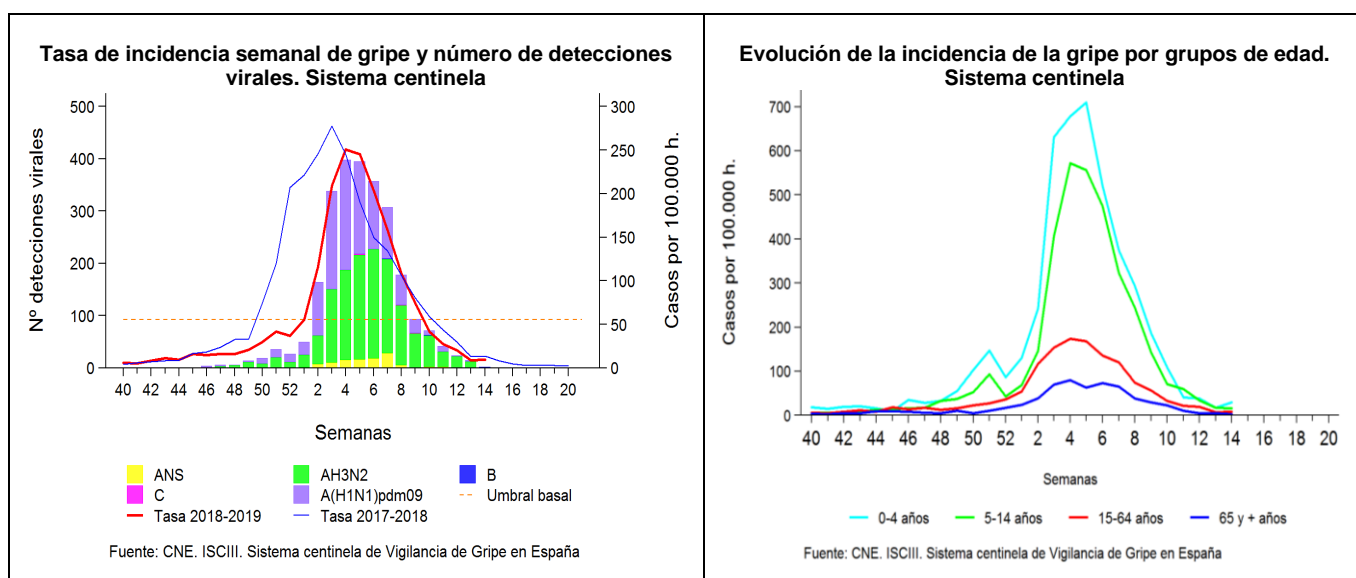 Tasa de incidencia semanal de gripe y número de detecciones
virales. Sistema centinela
Nº detecciones virales
500
400
300
200
100
0
300
250
200
150
100
50
0
Casos por 100.000 h.
40 42 44 46 48 50 52 2 4 6 8 10 12 14 16 18 20
Semanas
ANS AH3N2 B
C A(H1N1)pdm09 Umbral basal
Tasa 2018-2019 Tasa 2017-2018
Fuente: CNE. ISCIII. Sistema centinela de Vigilancia de Gripe en España
Evolución de la incidencia de la gripe por grupos de edad.
Sistema centinela
Casos por 100.000 h.
700
600
500
400
300
200
100
0
40 42 44 46 48 50 52 2 4 6 8 10 12 14 16 18 20
Semanas
0-4 años 5-14 años 15-64 años 65 y + años
Fuente: CNE. ISCIII. Sistema centinela de Vigilancia de Gripe en España